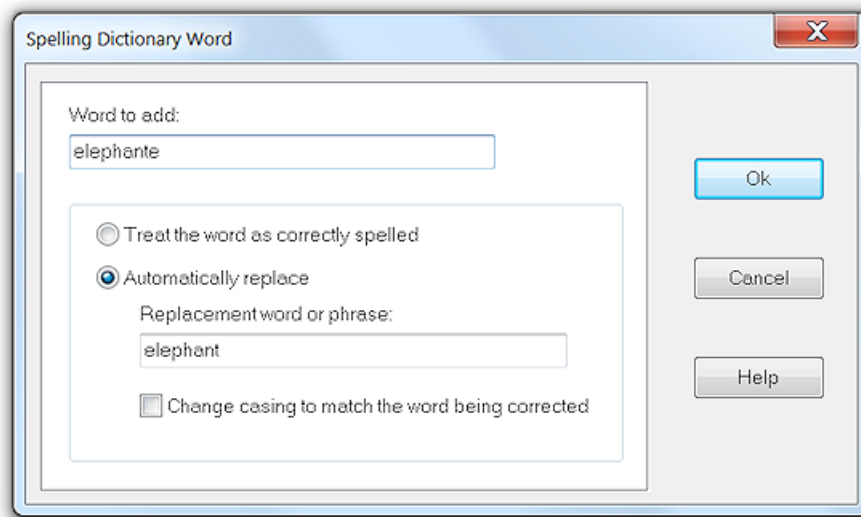 Spelling Dictionary Word
Word to add:
elephante
Ok
Treat the word as correctly spelled
Automatically replace
Cancel
Replacement word or phrase:
elephant
Help
Change casing to match the word being corrected